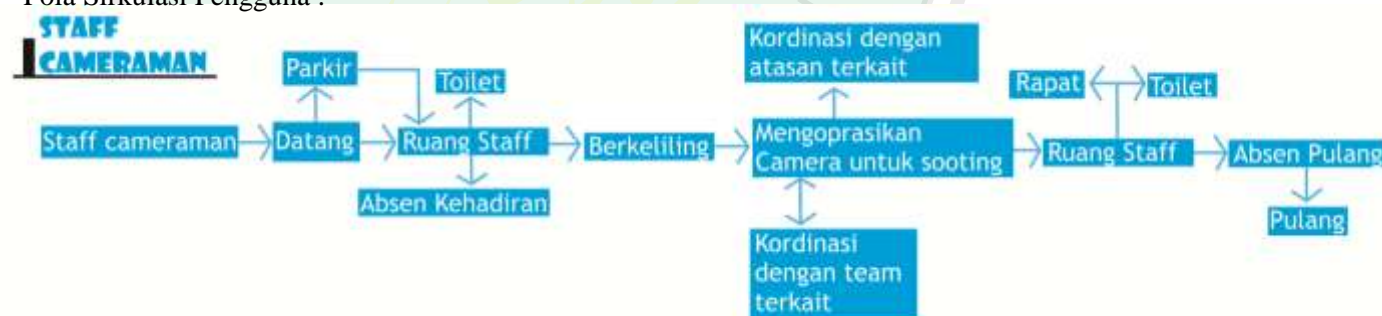 Pola Sirkulasi Pengguna :
STAFF
CAMERAMAN
Parkir
Toilet
Staff cameraman
Datang
Ruang Staff
Berkeliling
Absen Kehadiran
Kordinasi dengan
atasan terkait
Mengoprasikan
Camera untuk sooting
Kordinasi
dengan team
terkait
Rapat
Toilet
Ruang Staff
Absen Pulang
Pulang